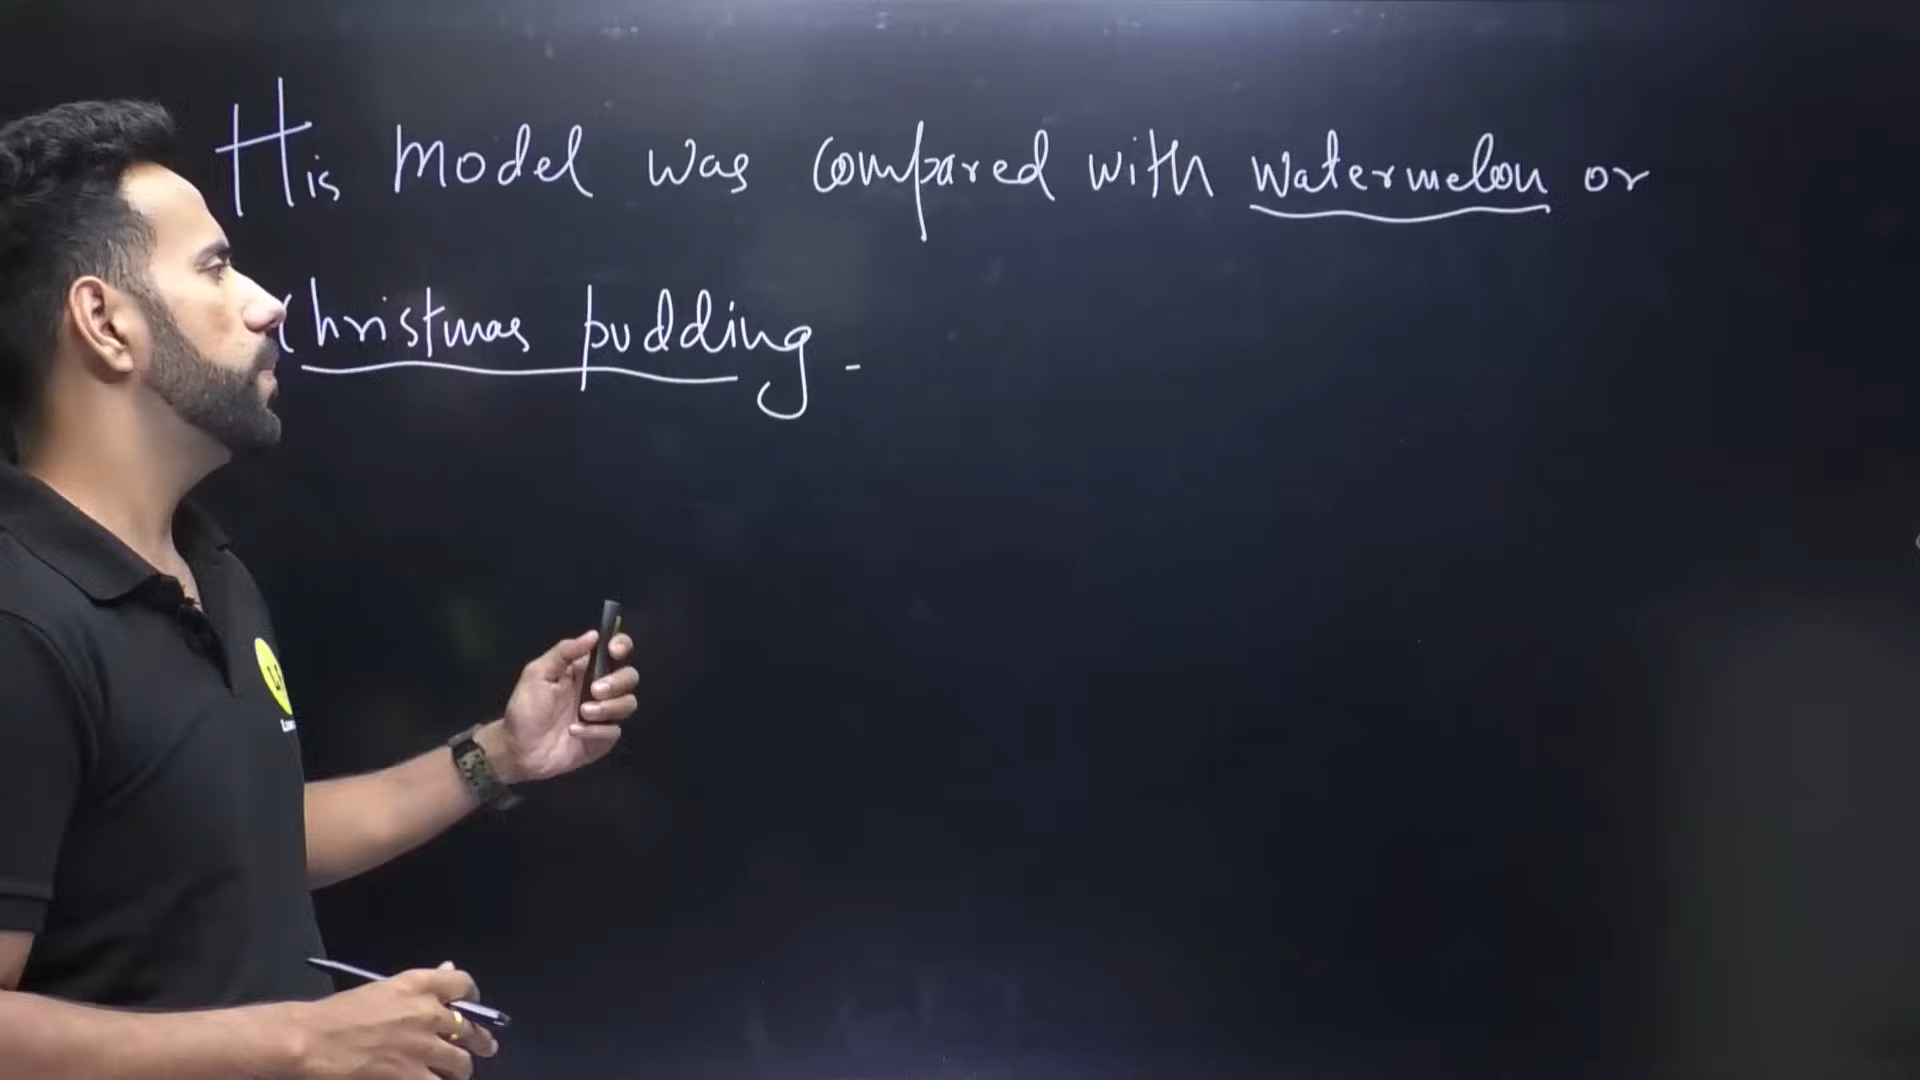 His model was compared with watermelon or
Christmas pudding.